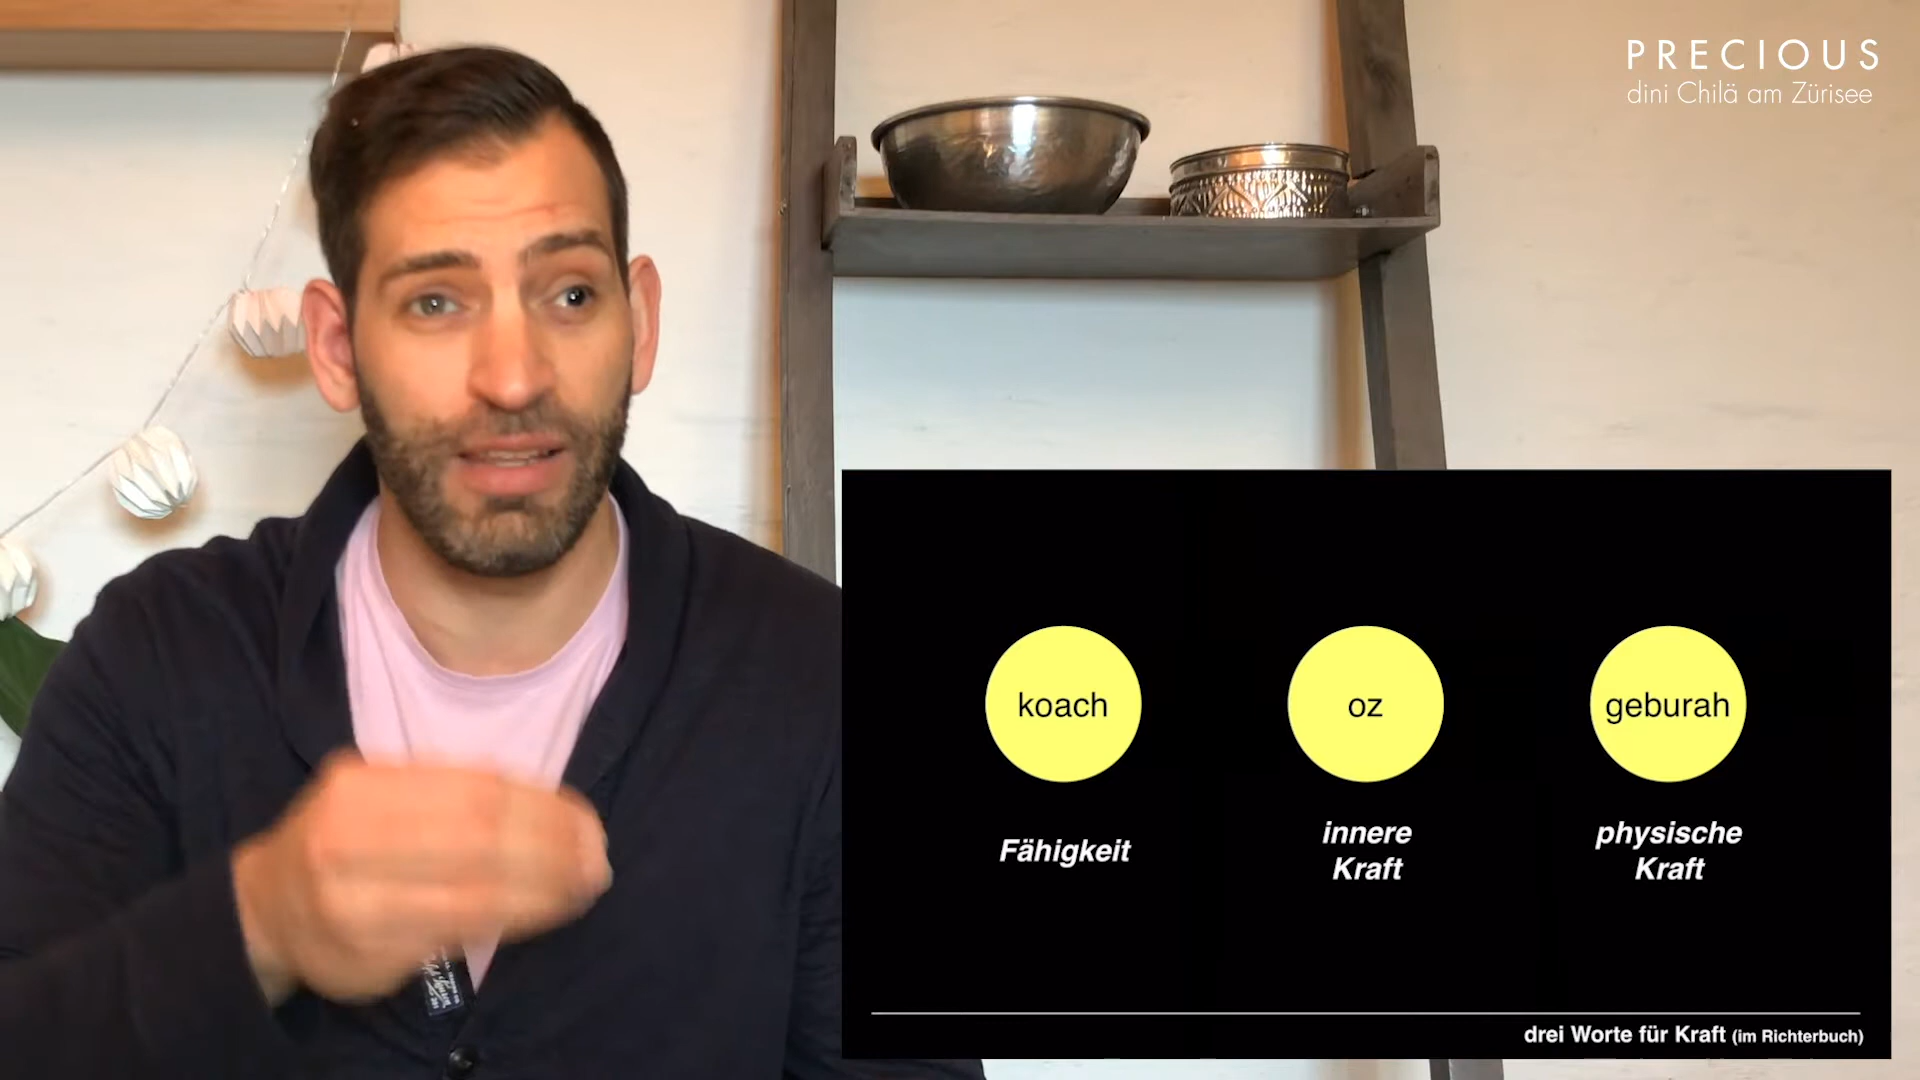 PRECIOUS
dini Chilä am Zürisee
koach
oz
geburah
Fähigkeit
innere
Kraft
physische
Kraft
drei Worte für Kraft (im Richterbuch)